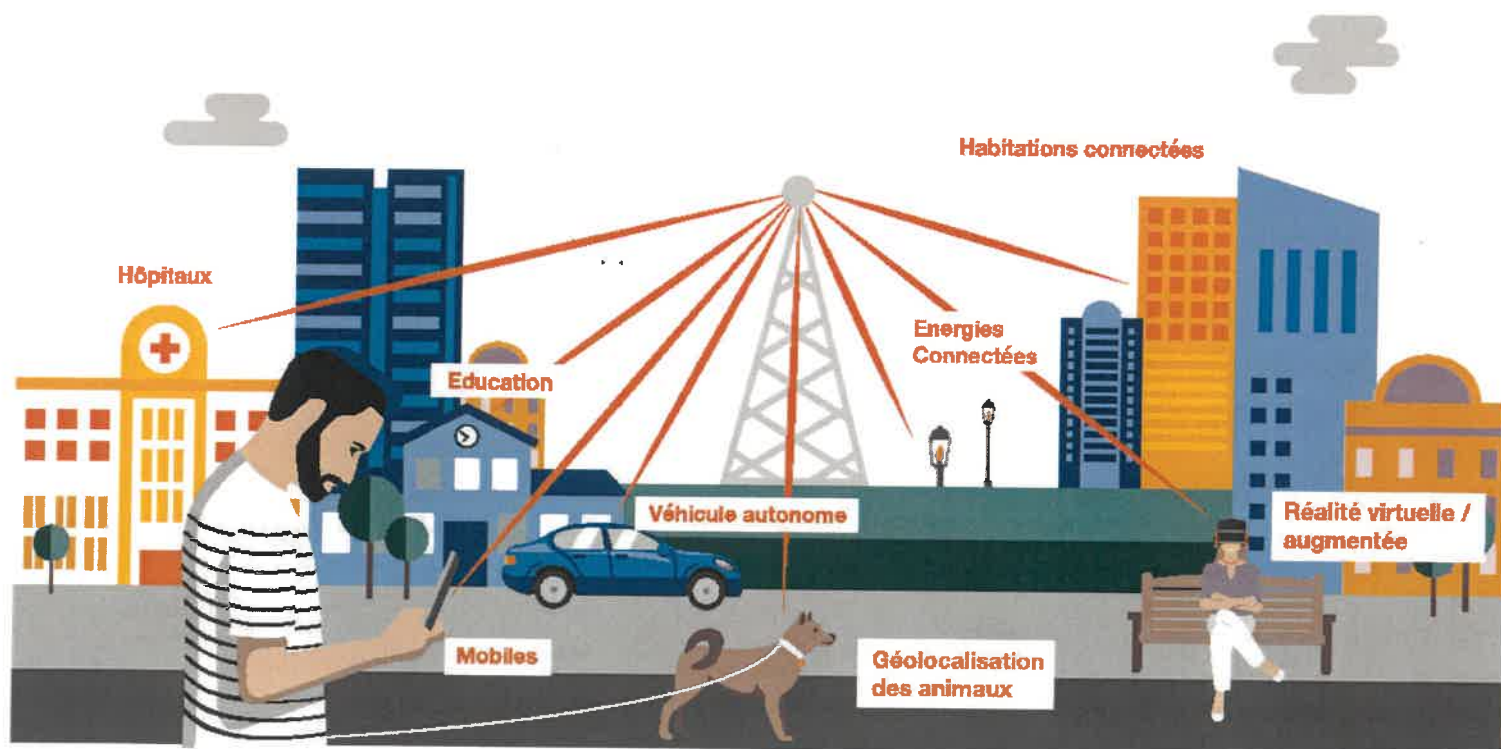 Habitations connectées
Hôpitaux
Energies
Connectées
Education
Véhicule autonome
Réalité virtuelle /
augmentée
Mobiles
Géolocalisation
des animaux